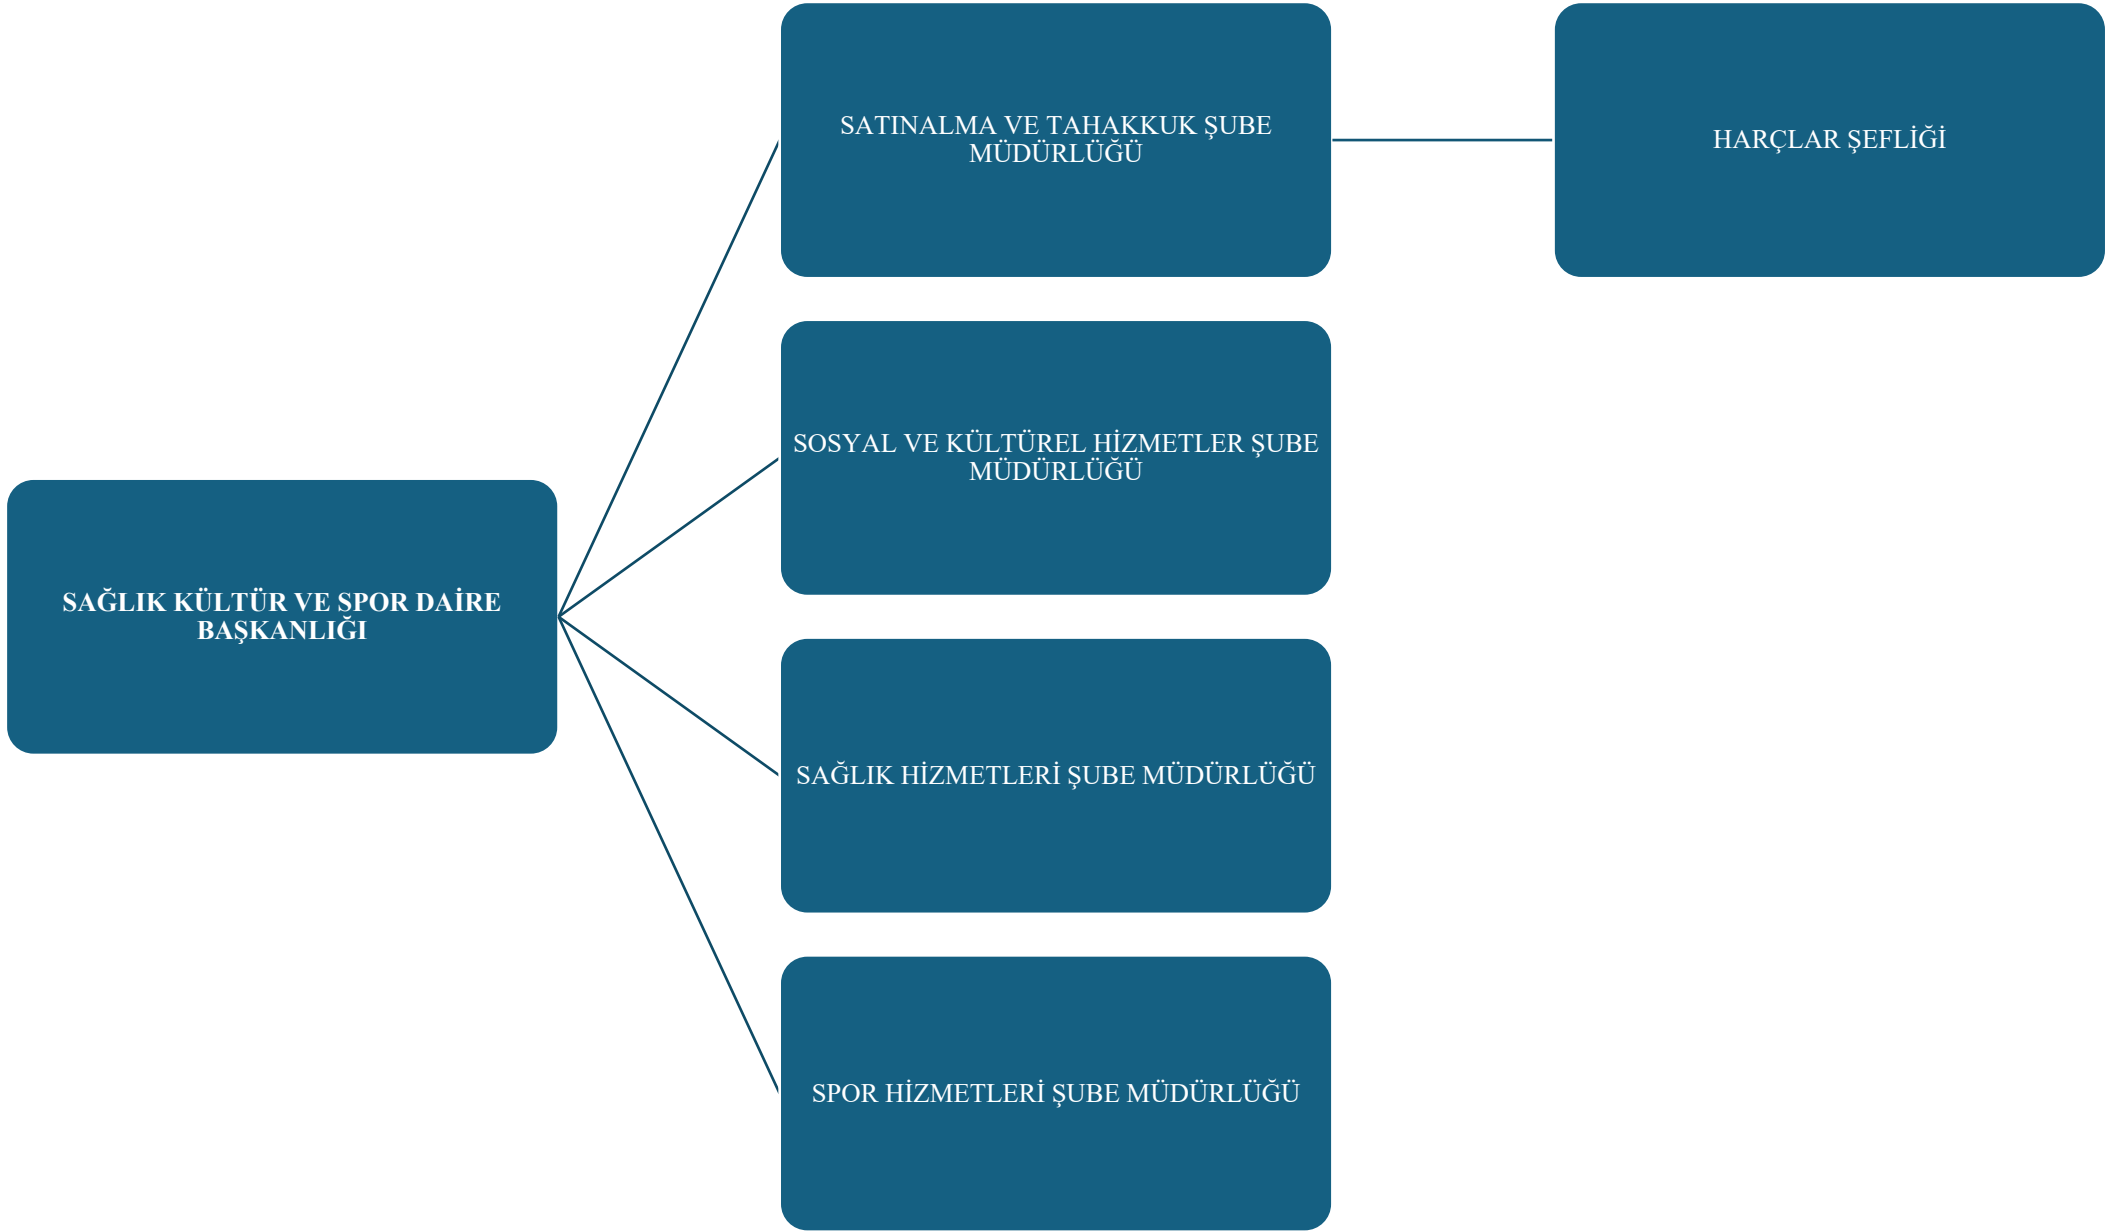 SATINALMA VE TAHAKKUK ŞUBE
MÜDÜRLÜĞÜ
HARÇLAR ŞEFLİĞİ
SOSYAL VE KÜLTÜREL HİZMETLER ŞUBE
MÜDÜRLÜĞÜ
SAĞLIK KÜLTÜR VE SPOR DAİRE
BAŞKANLIĞI
SAĞLIK HİZMETLERİ ŞUBE MÜDÜRLÜĞÜ
SPOR HİZMETLERİ ŞUBE MÜDÜRLÜĞÜ